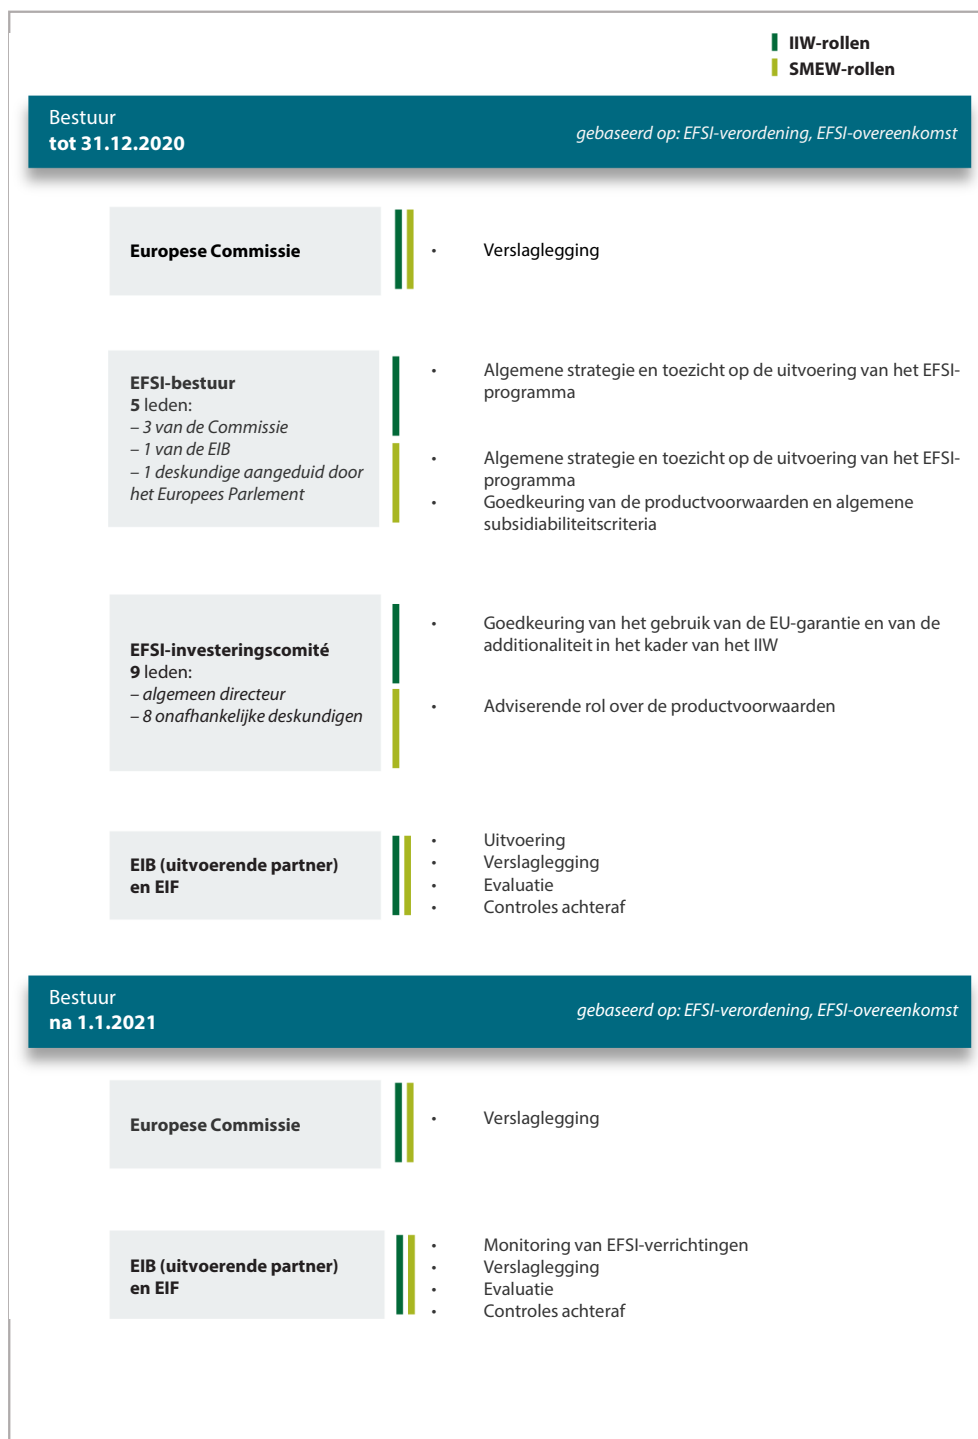 IIW-rollen
SMEW-rollen
Bestuur
tot 31.12.2020
gebaseerd op: EFSI-verordening, EFSI-overeenkomst
Europese Commissie
• Verslaglegging
EFSI-bestuur
5 leden:
– 3 van de Commissie
– 1 van de EIB
– 1 deskundige aangeduid door
het Europees Parlement
• Algemene strategie en toezicht op de uitvoering van het EFSI-
programma
• Algemene strategie en toezicht op de uitvoering van het EFSI-
programma
• Goedkeuring van de productvoorwaarden en algemene
subsidiabiliteitscriteria
EFSI-investeringscomité
9 leden:
– algemeen directeur
– 8 onafhankelijke deskundigen
• Goedkeuring van het gebruik van de EU-garantie en van de
additionaliteit in het kader van het IIW
• Adviserende rol over de productvoorwaarden
EIB (uitvoerende partner)
en EIF
• Uitvoering
• Verslaglegging
• Evaluatie
• Controles achteraf
Bestuur
na 1.1.2021
gebaseerd op: EFSI-verordening, EFSI-overeenkomst
Europese Commissie
• Verslaglegging
EIB (uitvoerende partner)
en EIF
• Monitoring van EFSI-verrichtingen
• Verslaglegging
• Evaluatie
• Controles achteraf